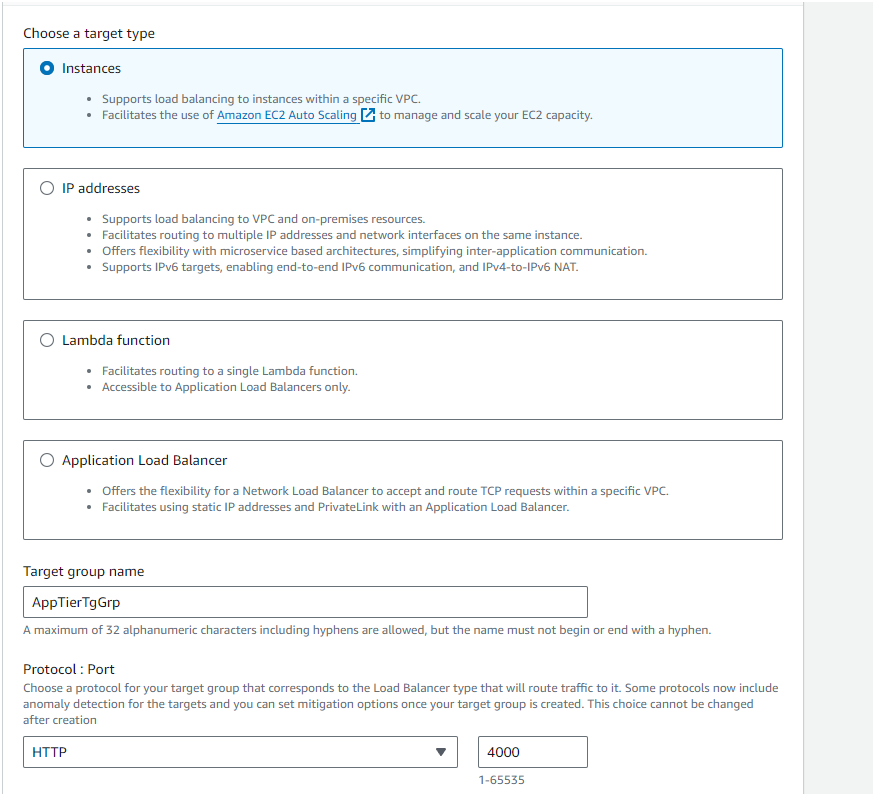 Choose a target type
Instances
Supports load balancing to instances within a specific VPC.
Facilitates the use of Amazon EC2 Auto Scaling to manage and scale your EC2 capacity.
IP addresses
Supports load balancing to VPC and on-premises resources.
Facilitates routing to multiple IP addresses and network interfaces on the same instance.
Offers flexibility with microservice based architectures, simplifying inter-application communication.
Supports IPv6 targets, enabling end-to-end IPv6 communication, and IPv4-to-IPv6 NAT.
Lambda function
Facilitates routing to a single Lambda function.
Accessible to Application Load Balancers only.
Application Load Balancer
Offers the flexibility for a Network Load Balancer to accept and route TCP requests within a specific VPC.
Facilitates using static IP addresses and PrivateLink with an Application Load Balancer.
Target group name
AppTierTgGrp
A maximum of 32 alphanumeric characters including hyphens are allowed, but the name must not begin or end with a hyphen.
Protocol : Port
Choose a protocol for your target group that corresponds to the Load Balancer type that will route traffic to it. Some protocols now include
anomaly detection for the targets and you can set mitigation options once your target group is created. This choice cannot be changed
after creation
HTTP
4000
1-65535